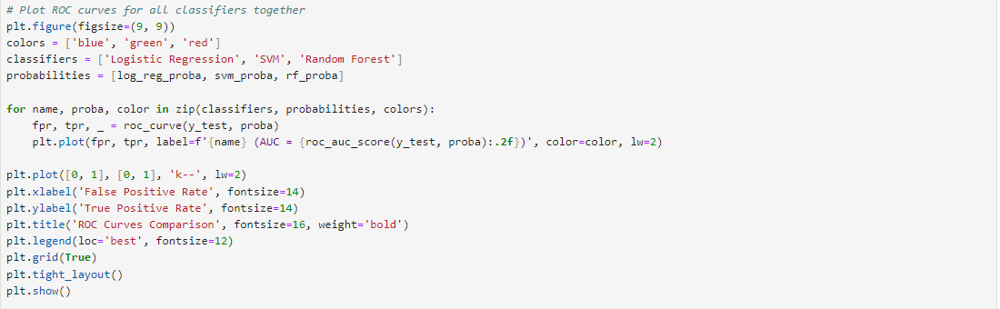 # Plot ROC curves for all classifiers together
plt.figure(figsize=(9, 9))
colors = ['blue', 'green', 'red']
classifiers = ['Logistic Regression', 'SVM', 'Random Forest']
probabilities = [log_reg_proba, svm_proba, rf_proba]

for name, proba, color in zip(classifiers, probabilities, colors):
    fpr, tpr, _ = roc_curve(y_test, proba)
    plt.plot(fpr, tpr, label=f'{name} (AUC = {roc_auc_score(y_test, proba):.2f})', color=color, lw=2)

plt.plot([0, 1], [0, 1], 'k--', lw=2)
plt.xlabel('False Positive Rate', fontsize=14)
plt.ylabel('True Positive Rate', fontsize=14)
plt.title('ROC Curves Comparison', fontsize=16, weight='bold')
plt.legend(loc='best', fontsize=12)
plt.grid(True)
plt.tight_layout()
plt.show()